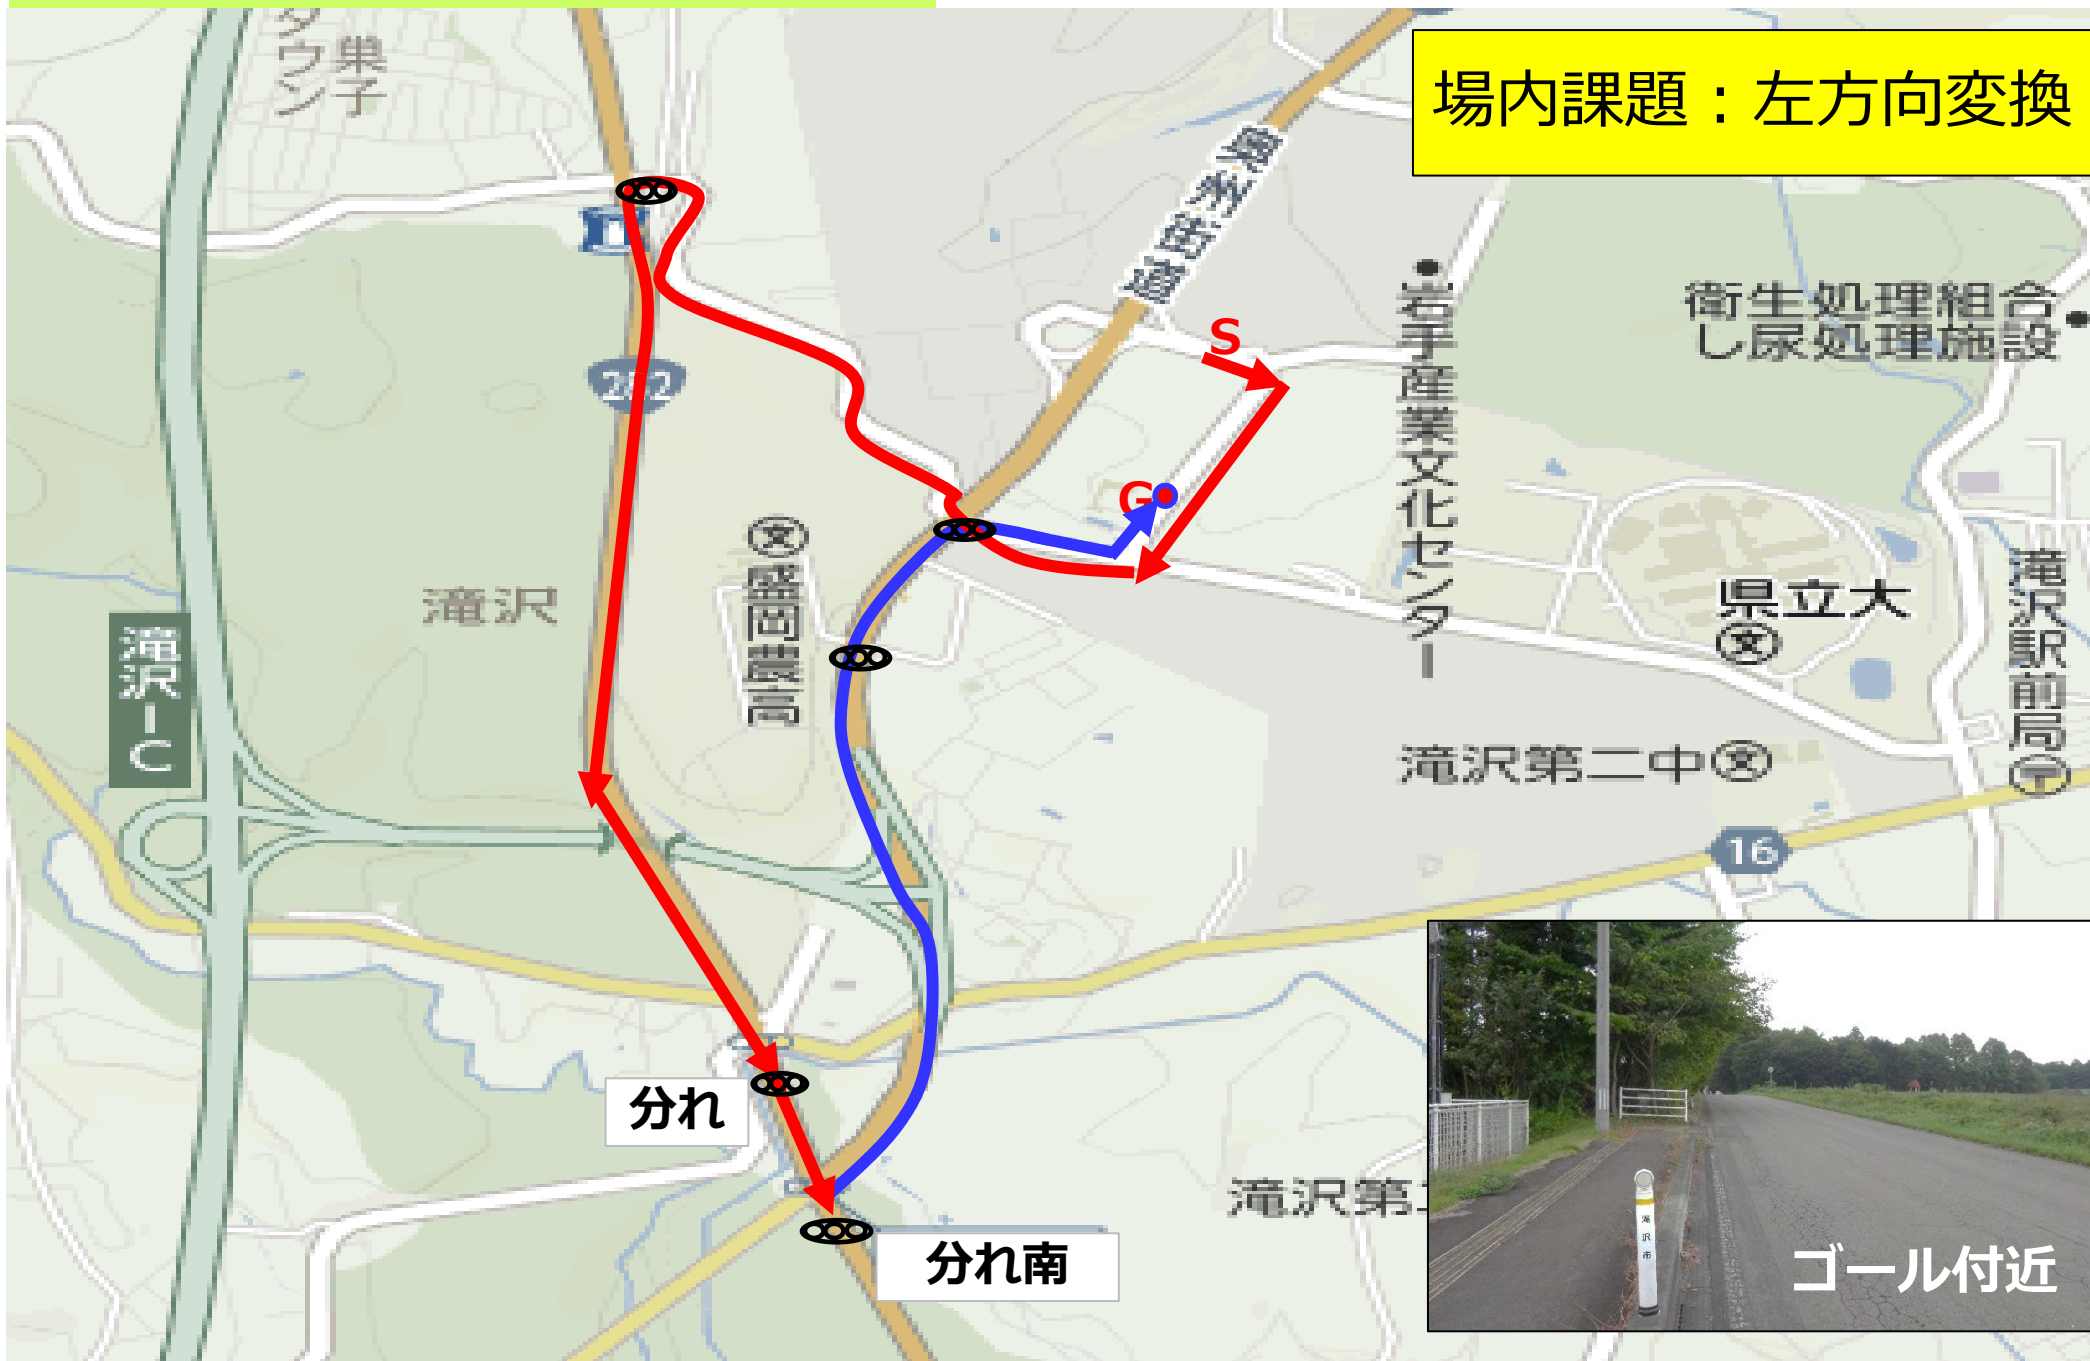 タウン
巣子
場内課題：左方向変換
奥州街道
S
岩手産業文化センター
衛生処理組合
し尿処理施設
282
G
盛岡農高
滝沢
滝沢IC
県立大
滝沢駅前局
滝沢第二中
16
分れ
分れ南
滝沢第二
滝沢市
ゴール付近